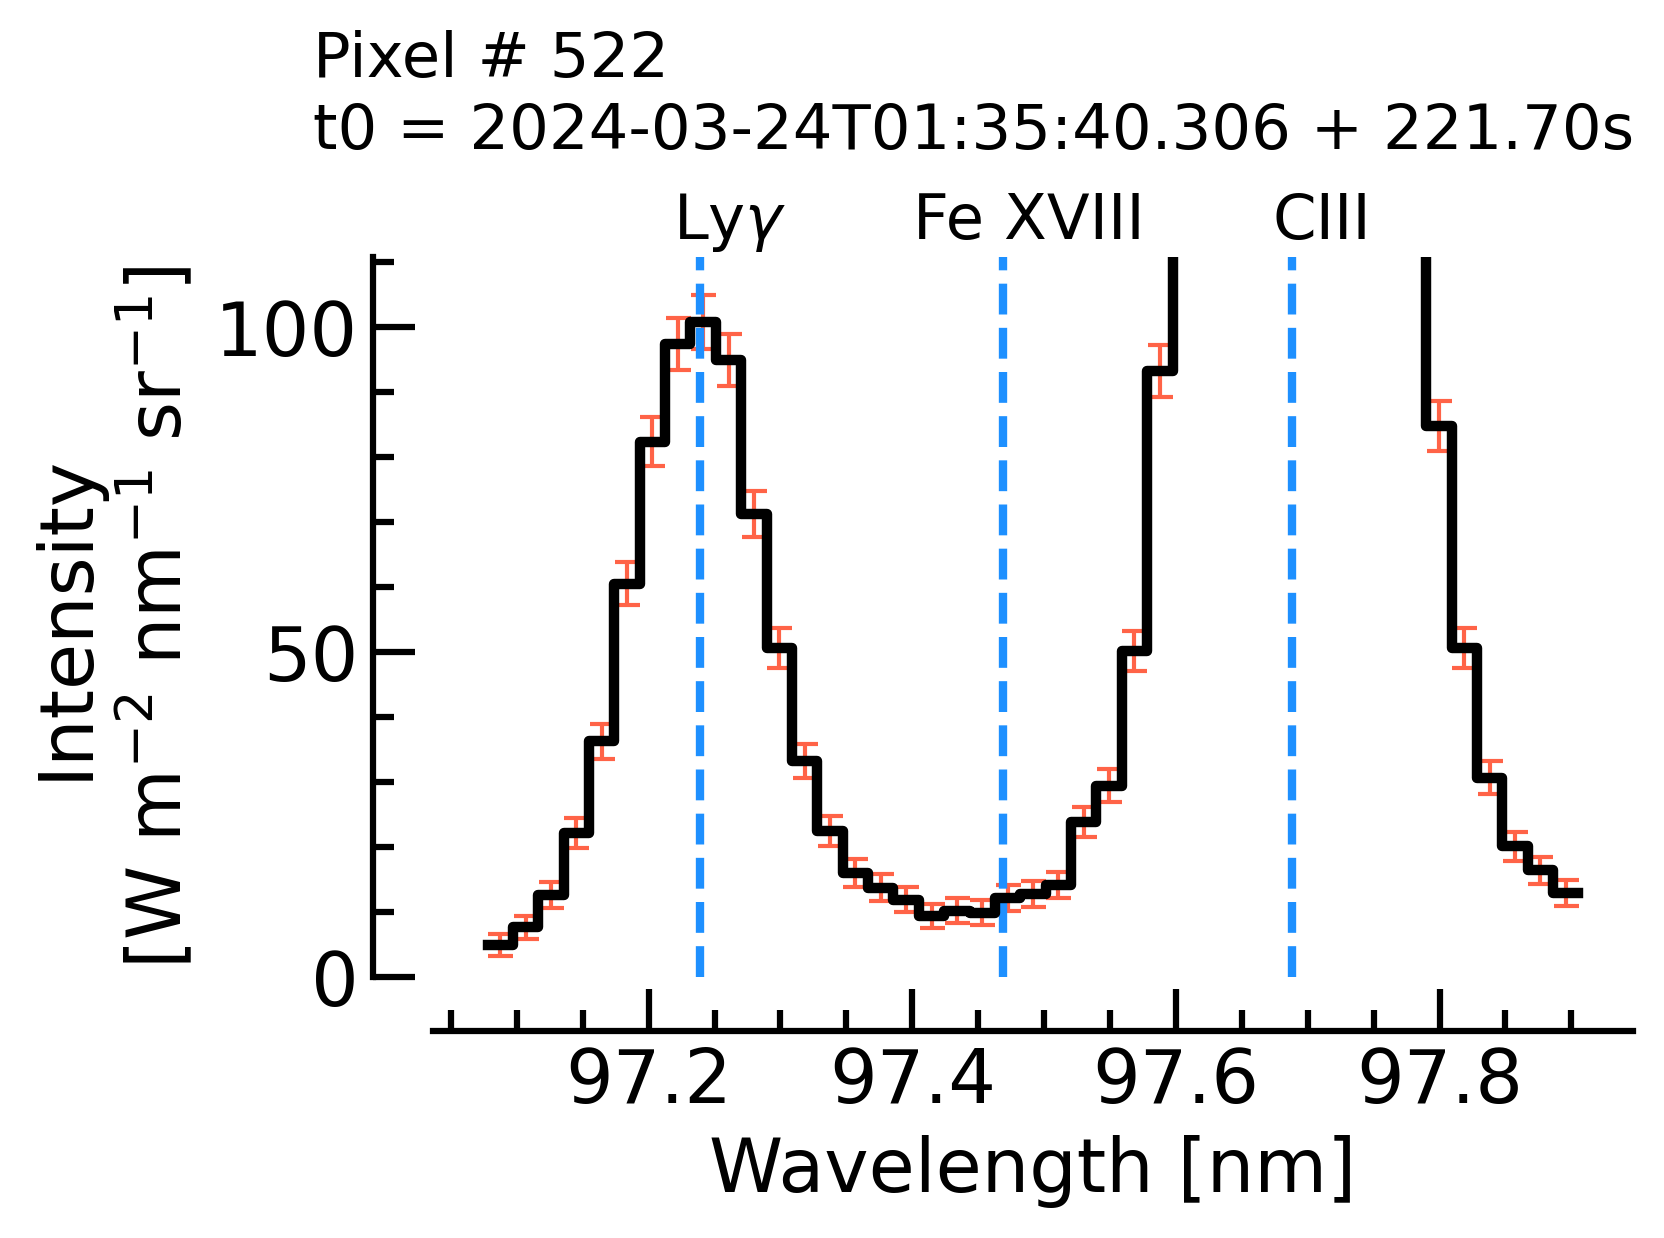 Pixel # 522
t0 = 2024-03-24T01:35:40.306 + 221.70s
Lyγ Fe XVIII CIII
Intensity
[W m⁻² nm⁻¹ sr⁻¹]
100
50
0
97.2 97.4 97.6 97.8
Wavelength [nm]